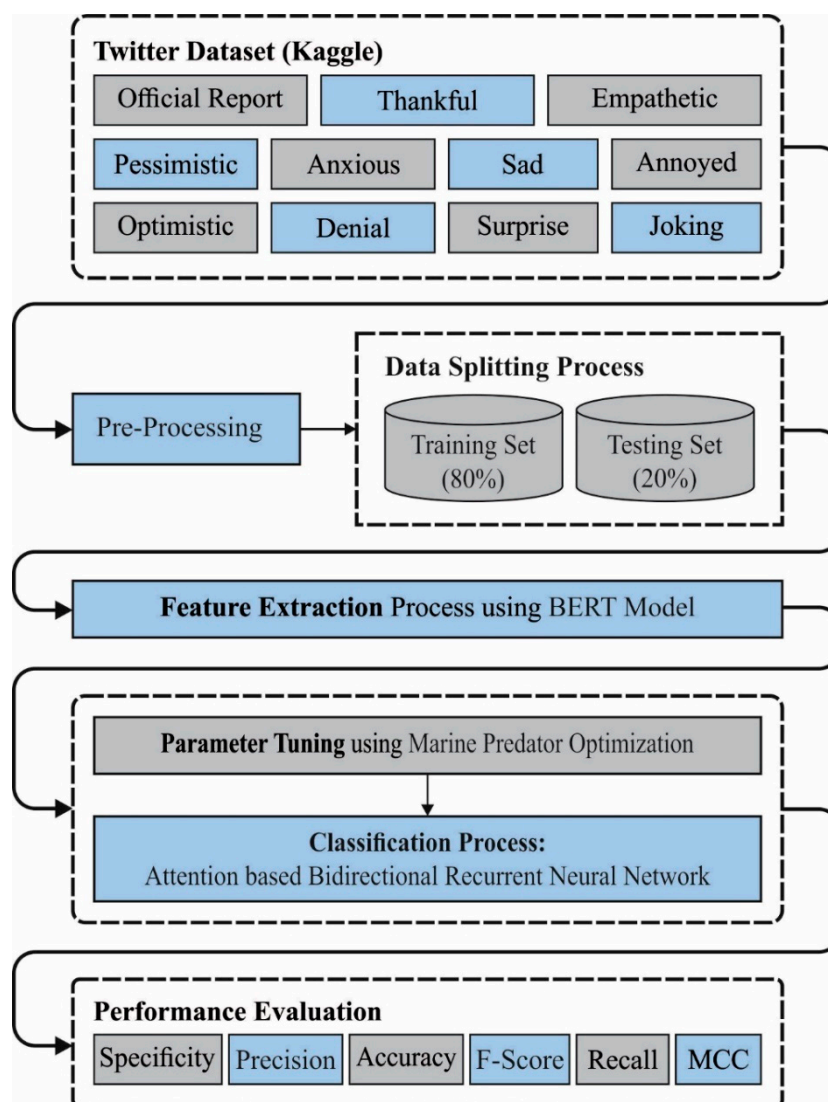 Twitter Dataset (Kaggle)
Official Report Thankful Empathetic
Pessimistic Anxious Sad Annoyed
Optimistic Denial Surprise Joking
Data Splitting Process
Pre-Processing
Training Set Testing Set
(80%) (20%)
Feature Extraction Process using BERT Model
Parameter Tuning using Marine Predator Optimization
Classification Process:
Attention based Bidirectional Recurrent Neural Network
Performance Evaluation
Specificity Precision Accuracy F-Score Recall MCC